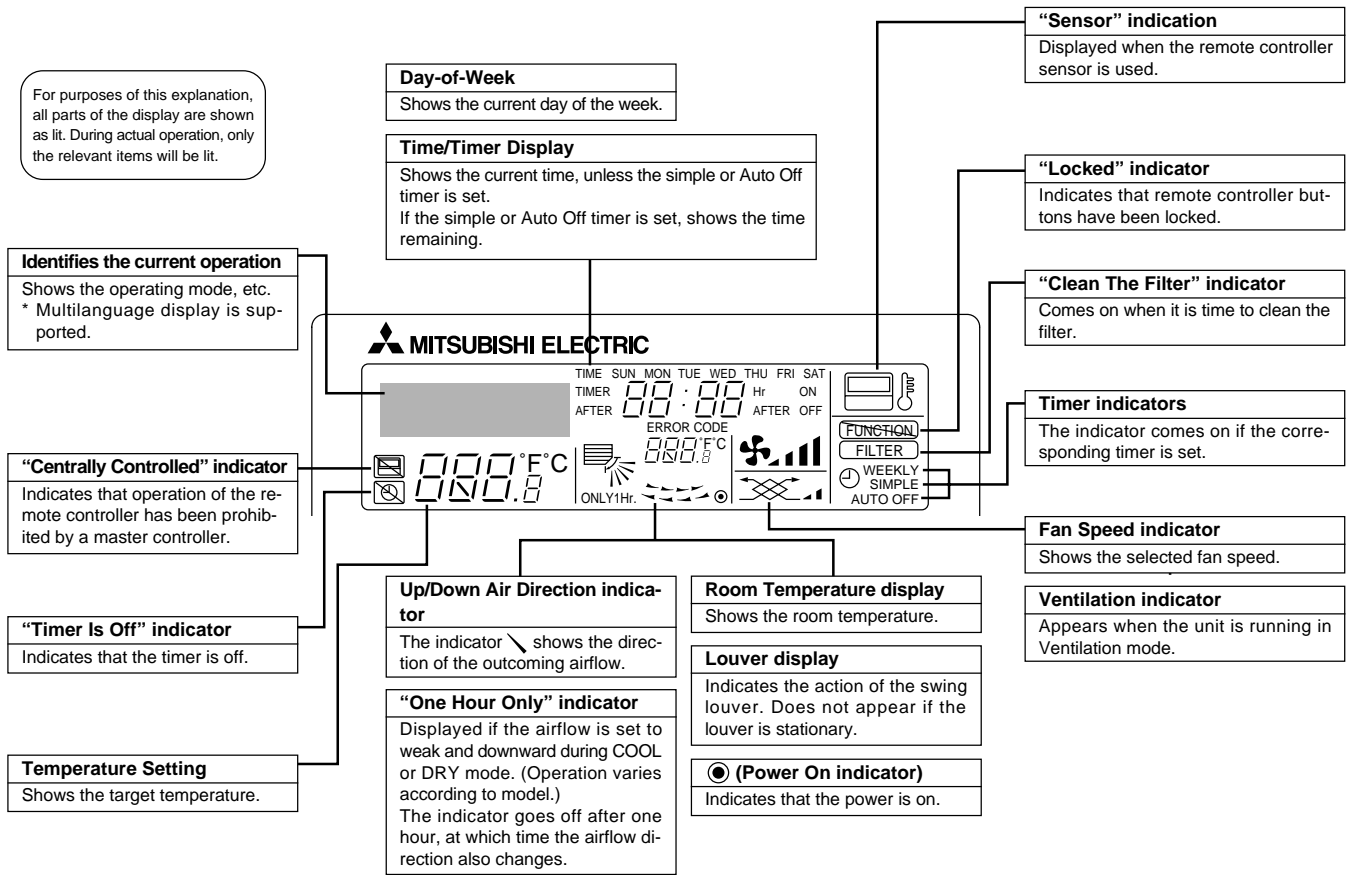 For purposes of this explanation,
all parts of the display are shown
as lit. During actual operation, only
the relevant items will be lit.
Day-of-Week
Shows the current day of the week.
Time/Timer Display
Shows the current time, unless the simple or Auto Off
timer is set.
If the simple or Auto Off timer is set, shows the time
remaining.
“Sensor” indication
Displayed when the remote controller
sensor is used.
“Locked” indicator
Indicates that remote controller but-
tons have been locked.
“Clean The Filter” indicator
Comes on when it is time to clean the
filter.
Timer indicators
The indicator comes on if the corre-
sponding timer is set.
Fan Speed indicator
Shows the selected fan speed.
Ventilation indicator
Appears when the unit is running in
Ventilation mode.
Identifies the current operation
Shows the operating mode, etc.
* Multilanguage display is sup-
ported.
“Centrally Controlled” indicator
Indicates that operation of the re-
mote controller has been prohib-
ited by a master controller.
“Timer Is Off” indicator
Indicates that the timer is off.
Temperature Setting
Shows the target temperature.
MITSUBISHI ELECTRIC
TIME SUN MON TUE WED THU FRI SAT
TIMER 88:88 Hr ON
AFTER AFTER OFF
ERROR CODE
888.8 °F°C
888.8 °F°C
ONLY1Hr.
FUNCTION
FILTER
WEEKLY
SIMPLE
AUTO OFF
Up/Down Air Direction indica-
tor
The indicator shows the direc-
tion of the outcoming airflow.
“One Hour Only” indicator
Displayed if the airflow is set to
weak and downward during COOL
or DRY mode. (Operation varies
according to model.)
The indicator goes off after one
hour, at which time the airflow di-
rection also changes.
Room Temperature display
Shows the room temperature.
Louver display
Indicates the action of the swing
louver. Does not appear if the
louver is stationary.
(Power On indicator)
Indicates that the power is on.